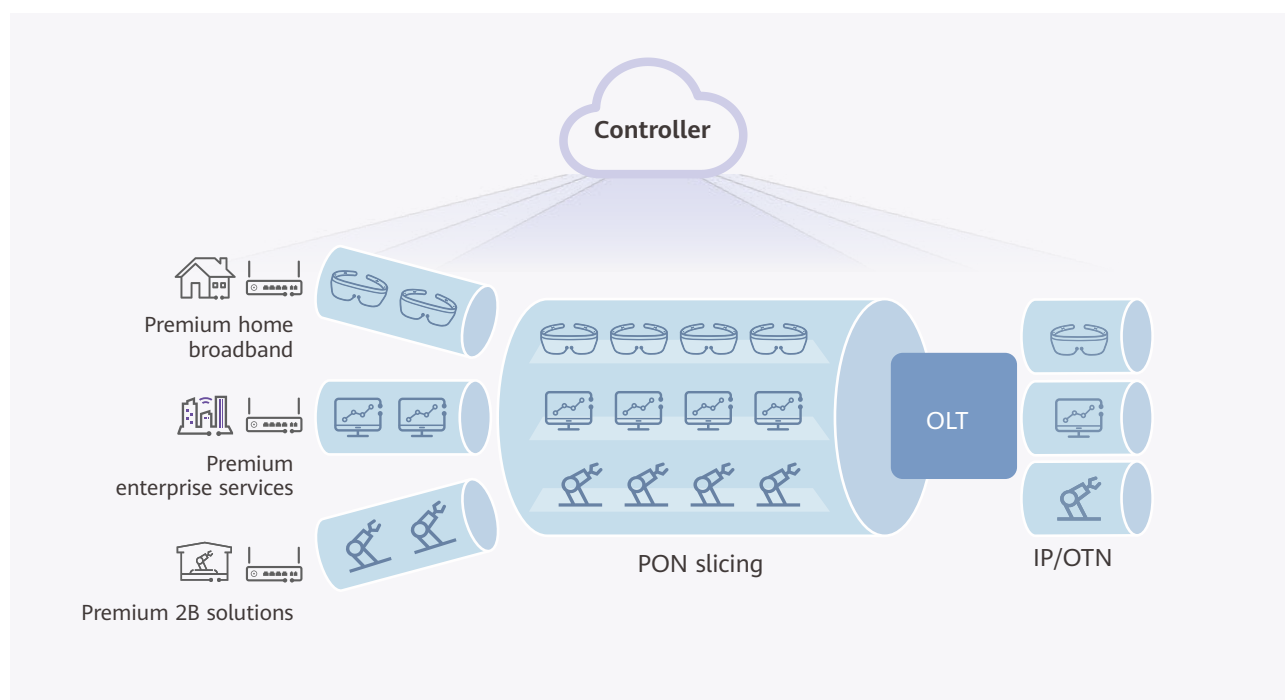 Controller
Premium home
broadband
Premium
enterprise services
Premium 2B solutions
OLT
PON slicing
IP/OTN